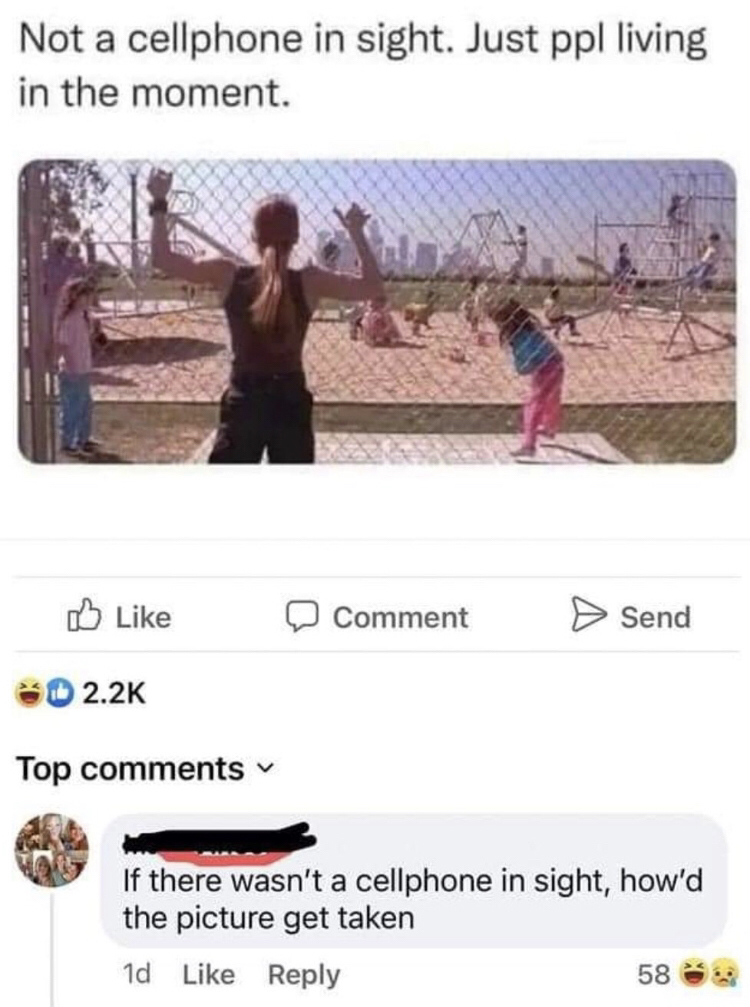 Not a cellphone in sight. Just ppl living
in the moment.
Like Comment Send
2.2K
Top comments
If there wasn't a cellphone in sight, how'd
the picture get taken
1d Like Reply 58